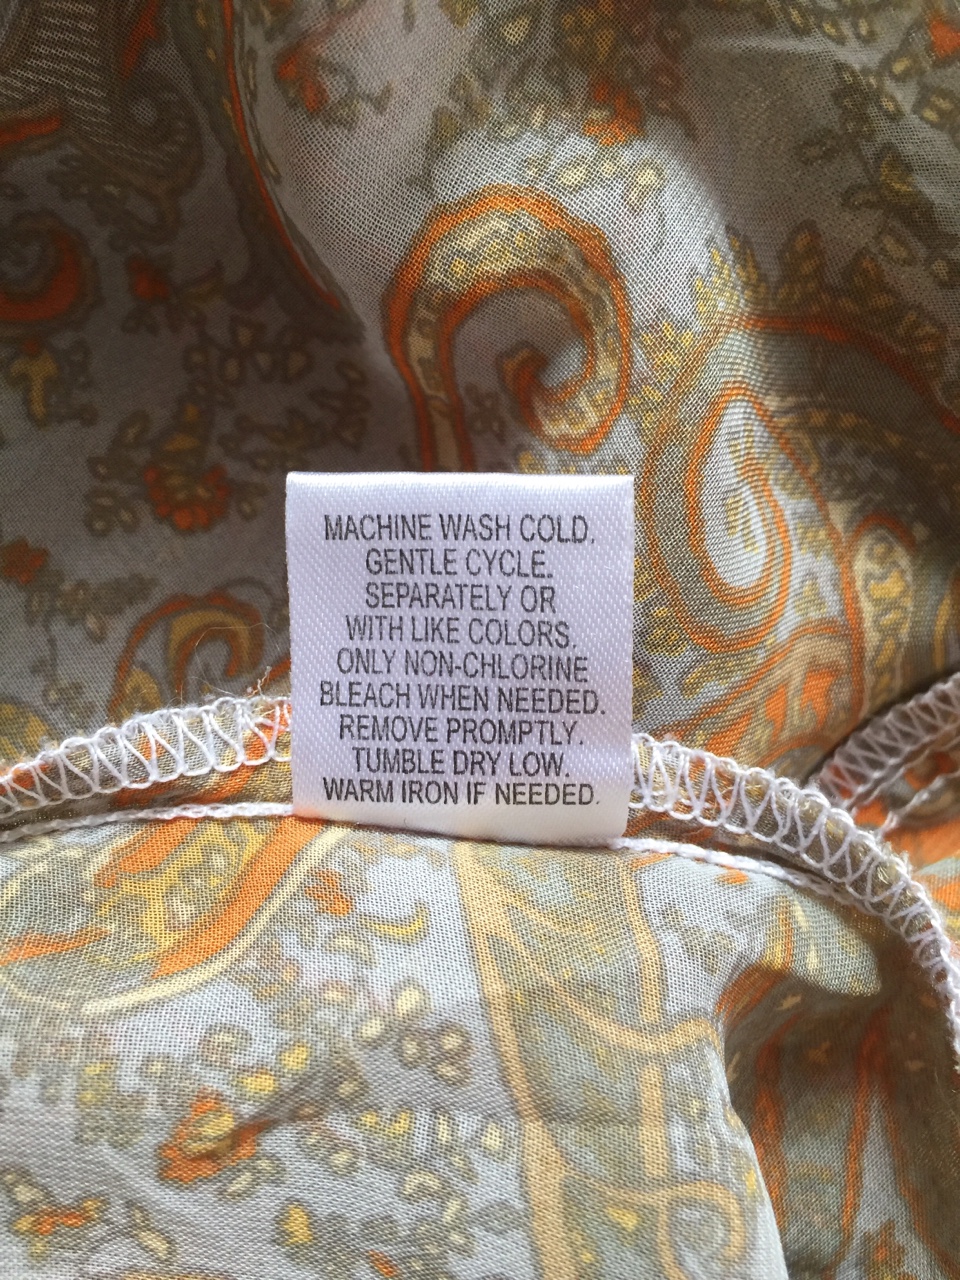 MACHINE WASH COLD.
GENTLE CYCLE.
SEPARATELY OR
WITH LIKE COLORS.
ONLY NON-CHLORINE
BLEACH WHEN NEEDED.
REMOVE PROMPTLY.
TUMBLE DRY LOW.
WARM IRON IF NEEDED.